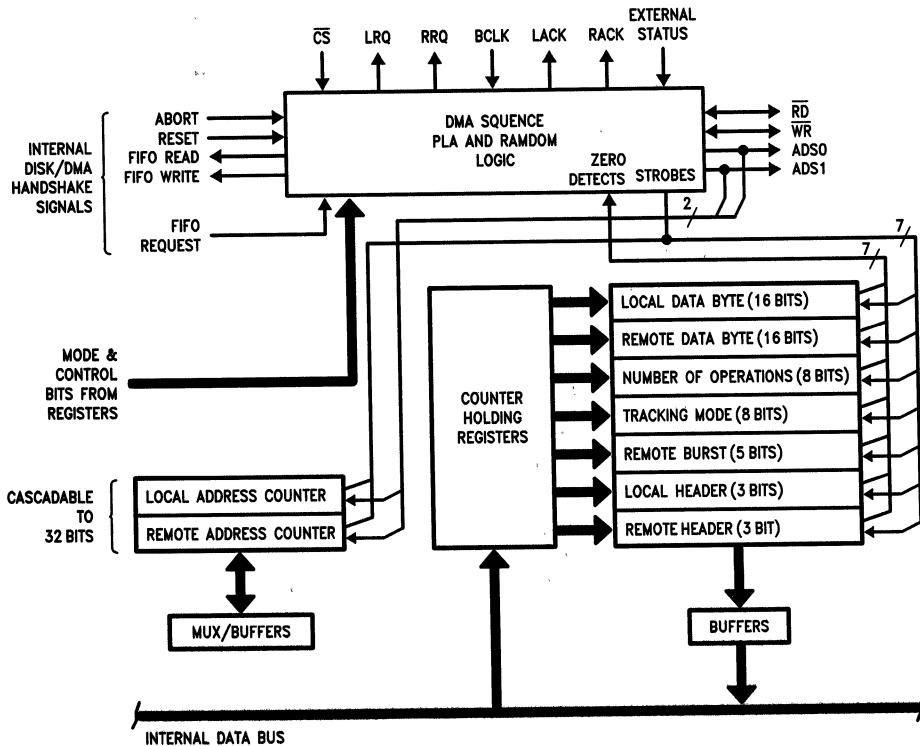 EXTERNAL
STATUS
CS
LRQ
RRQ
BCLK
LACK
RACK
INTERNAL
DISK/DMA
HANDSHAKE
SIGNALS
ABORT
RESET
FIFO READ
FIFO WRITE
FIFO
REQUEST
DMA SQUENCE
PLA AND RAMDOM
LOGIC
ZERO
DETECTS
STROBES
RD
WR
ADS0
ADS1
2
7
7
MODE &
CONTROL
BITS FROM
REGISTERS
COUNTER
HOLDING
REGISTERS
LOCAL DATA BYTE (16 BITS)
REMOTE DATA BYTE (16 BITS)
NUMBER OF OPERATIONS (8 BITS)
TRACKING MODE (8 BITS)
REMOTE BURST (5 BITS)
LOCAL HEADER (3 BITS)
REMOTE HEADER (3 BIT)
CASCADABLE
TO
32 BITS
LOCAL ADDRESS COUNTER
REMOTE ADDRESS COUNTER
MUX/BUFFERS
BUFFERS
INTERNAL DATA BUS